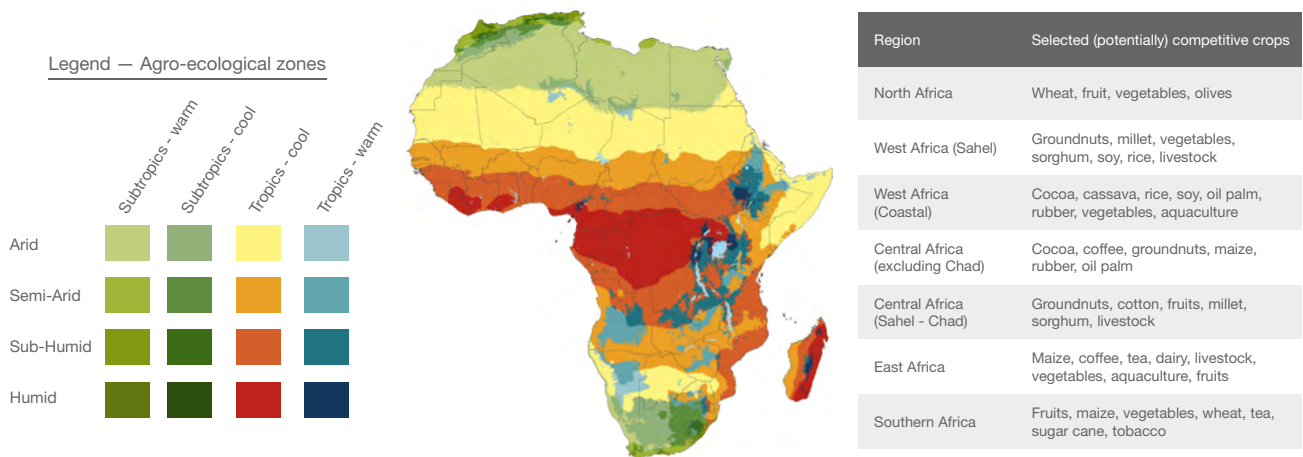 Legend — Agro-ecological zones
Subtropics - warm
Subtropics - cool
Tropics - cool
Tropics - warm
Arid
Semi-Arid
Sub-Humid
Humid
Region
Selected (potentially) competitive crops
North Africa
Wheat, fruit, vegetables, olives
West Africa (Sahel)
Groundnuts, millet, vegetables,
sorghum, soy, rice, livestock
West Africa
(Coastal)
Cocoa, cassava, rice, soy, oil palm,
rubber, vegetables, aquaculture
Central Africa
(excluding Chad)
Cocoa, coffee, groundnuts, maize,
rubber, oil palm
Central Africa
(Sahel - Chad)
Groundnuts, cotton, fruits, millet,
sorghum, livestock
East Africa
Maize, coffee, tea, dairy, livestock,
vegetables, aquaculture, fruits
Southern Africa
Fruits, maize, vegetables, wheat, tea,
sugar cane, tobacco